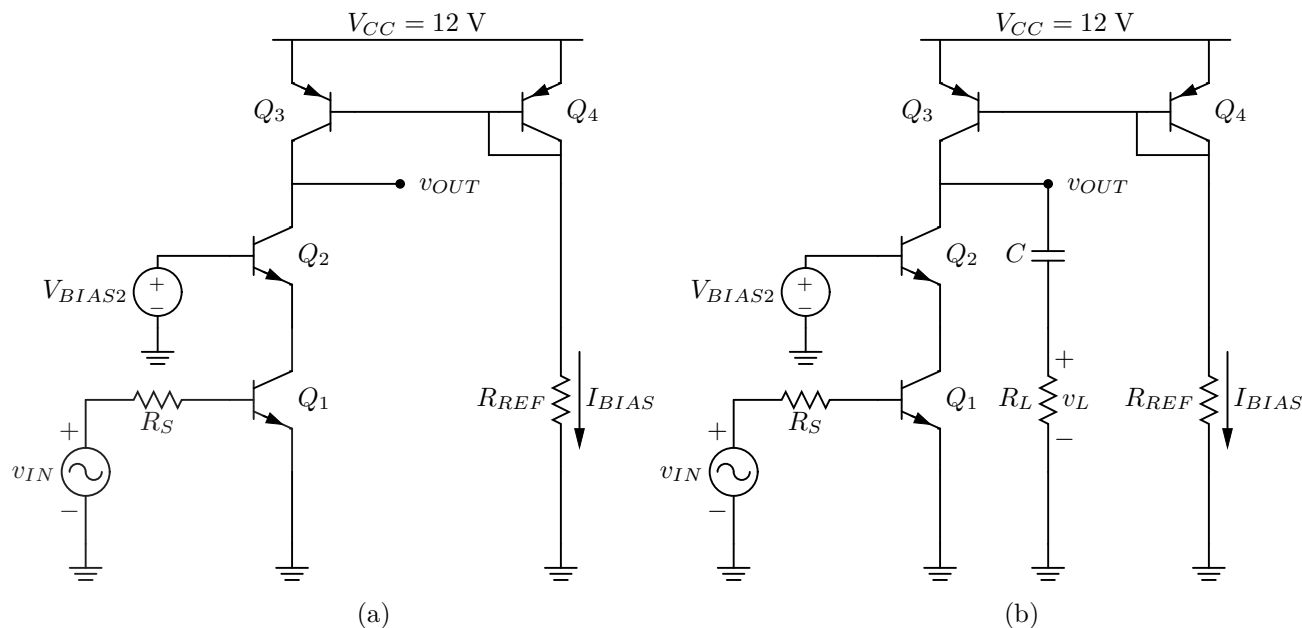 V_CC = 12 V
Q_3
Q_4
v_OUT
Q_2
V_BIAS2
+
−
Q_1
R_S
+
v_IN
−
R_REF
I_BIAS
(a)
V_CC = 12 V
Q_3
Q_4
v_OUT
Q_2
C
V_BIAS2
+
−
Q_1
R_S
+
v_IN
−
+
R_L
v_L
−
R_REF
I_BIAS
(b)